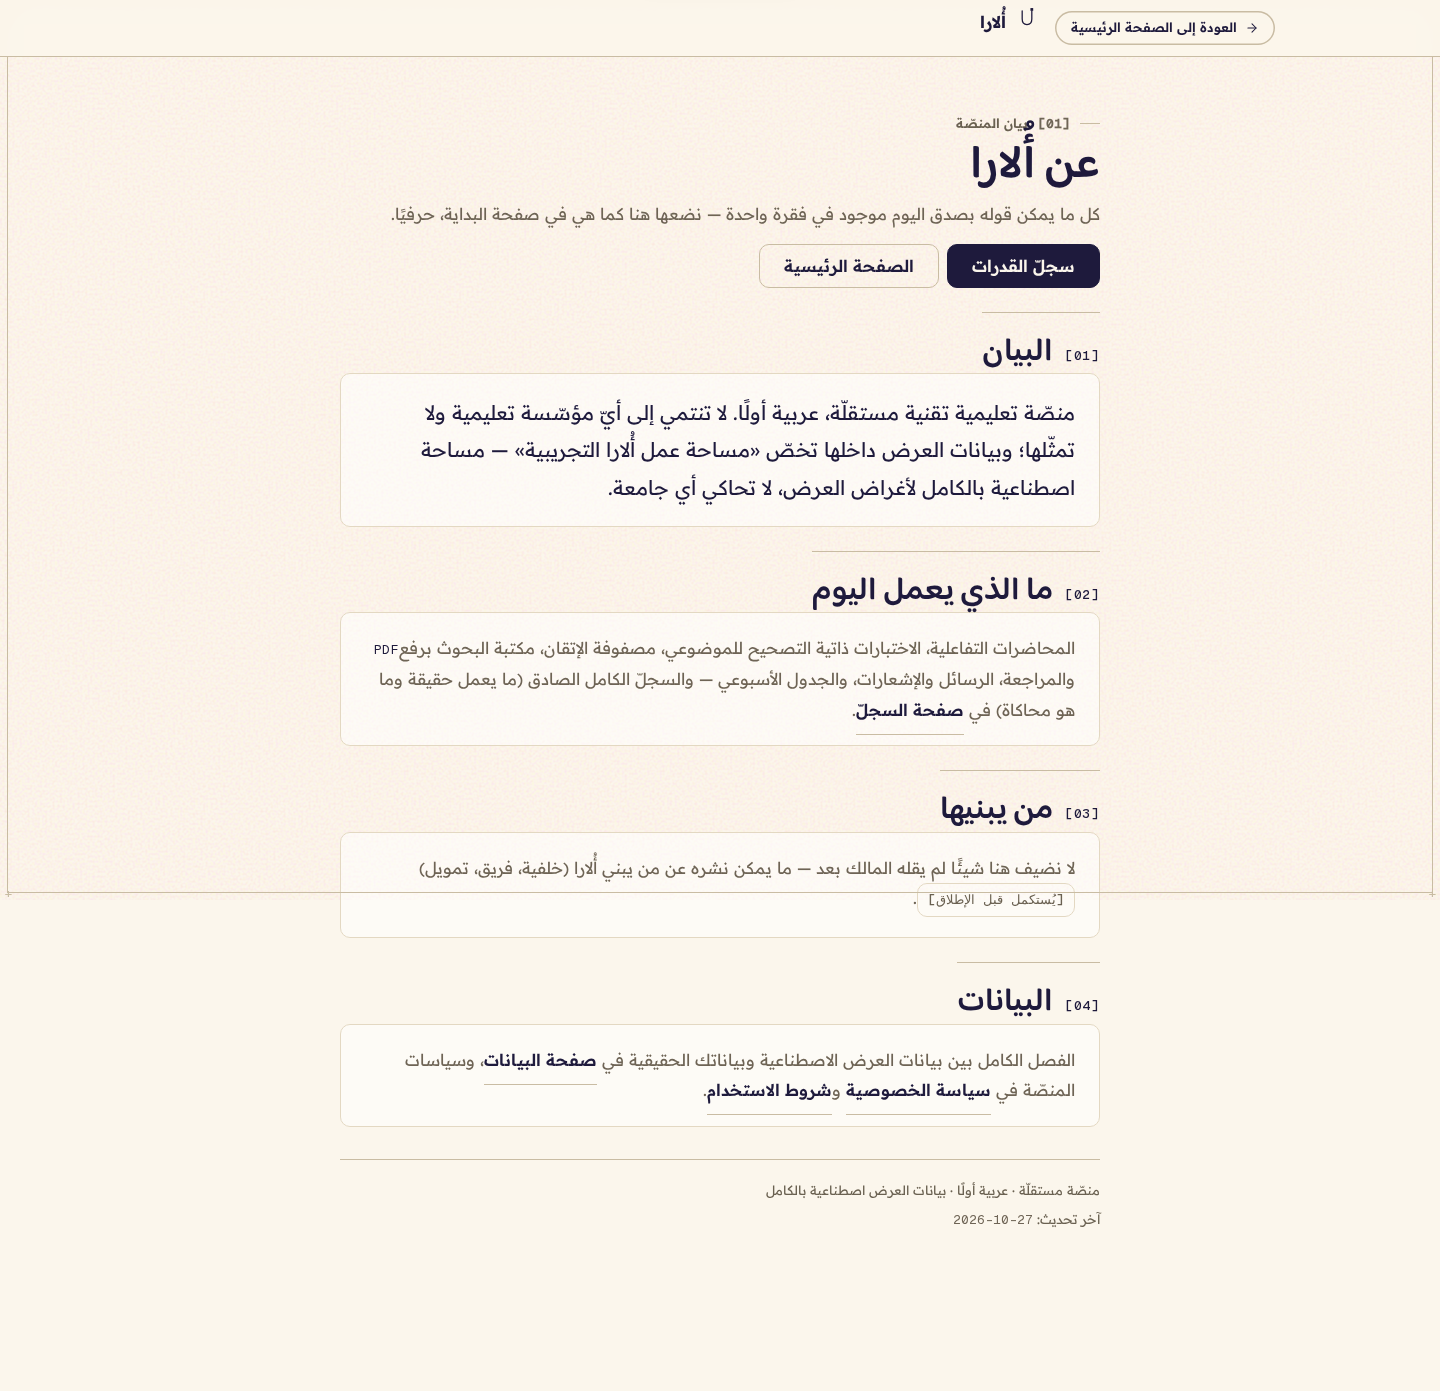 العودة إلى الصفحة الرئيسية
أُلارا
[01] بيان المنصّة
عن أُلارا
كل ما يمكن قوله بصدق اليوم موجود في فقرة واحدة — نضعها هنا كما هي في صفحة البداية، حرفيًا.
سجلّ القدرات
الصفحة الرئيسية
[01] البيان
منصّة تعليمية تقنية مستقلّة، عربية أولًا. لا تنتمي إلى أيّ مؤسّسة تعليمية ولا
تمثّلها؛ وبيانات العرض داخلها تخصّ «مساحة عمل أُلارا التجريبية» — مساحة
اصطناعية بالكامل لأغراض العرض، لا تحاكي أي جامعة.
[02] ما الذي يعمل اليوم
المحاضرات التفاعلية، الاختبارات ذاتية التصحيح للموضوعي، مصفوفة الإتقان، مكتبة البحوث برفع PDF
والمراجعة، الرسائل والإشعارات، والجدول الأسبوعي — والسجلّ الكامل الصادق (ما يعمل حقيقة وما
هو محاكاة) في صفحة السجلّ.
[03] من يبنيها
لا نضيف هنا شيئًا لم يقله المالك بعد — ما يمكن نشره عن من يبني أُلارا (خلفية، فريق، تمويل)
[يُستكمل قبل الإطلاق].
[04] البيانات
الفصل الكامل بين بيانات العرض الاصطناعية وبياناتك الحقيقية في صفحة البيانات، وسياسات
المنصّة في سياسة الخصوصية وشروط الاستخدام.
منصّة مستقلّة · عربية أولًا · بيانات العرض اصطناعية بالكامل
آخر تحديث: 27-10-2026